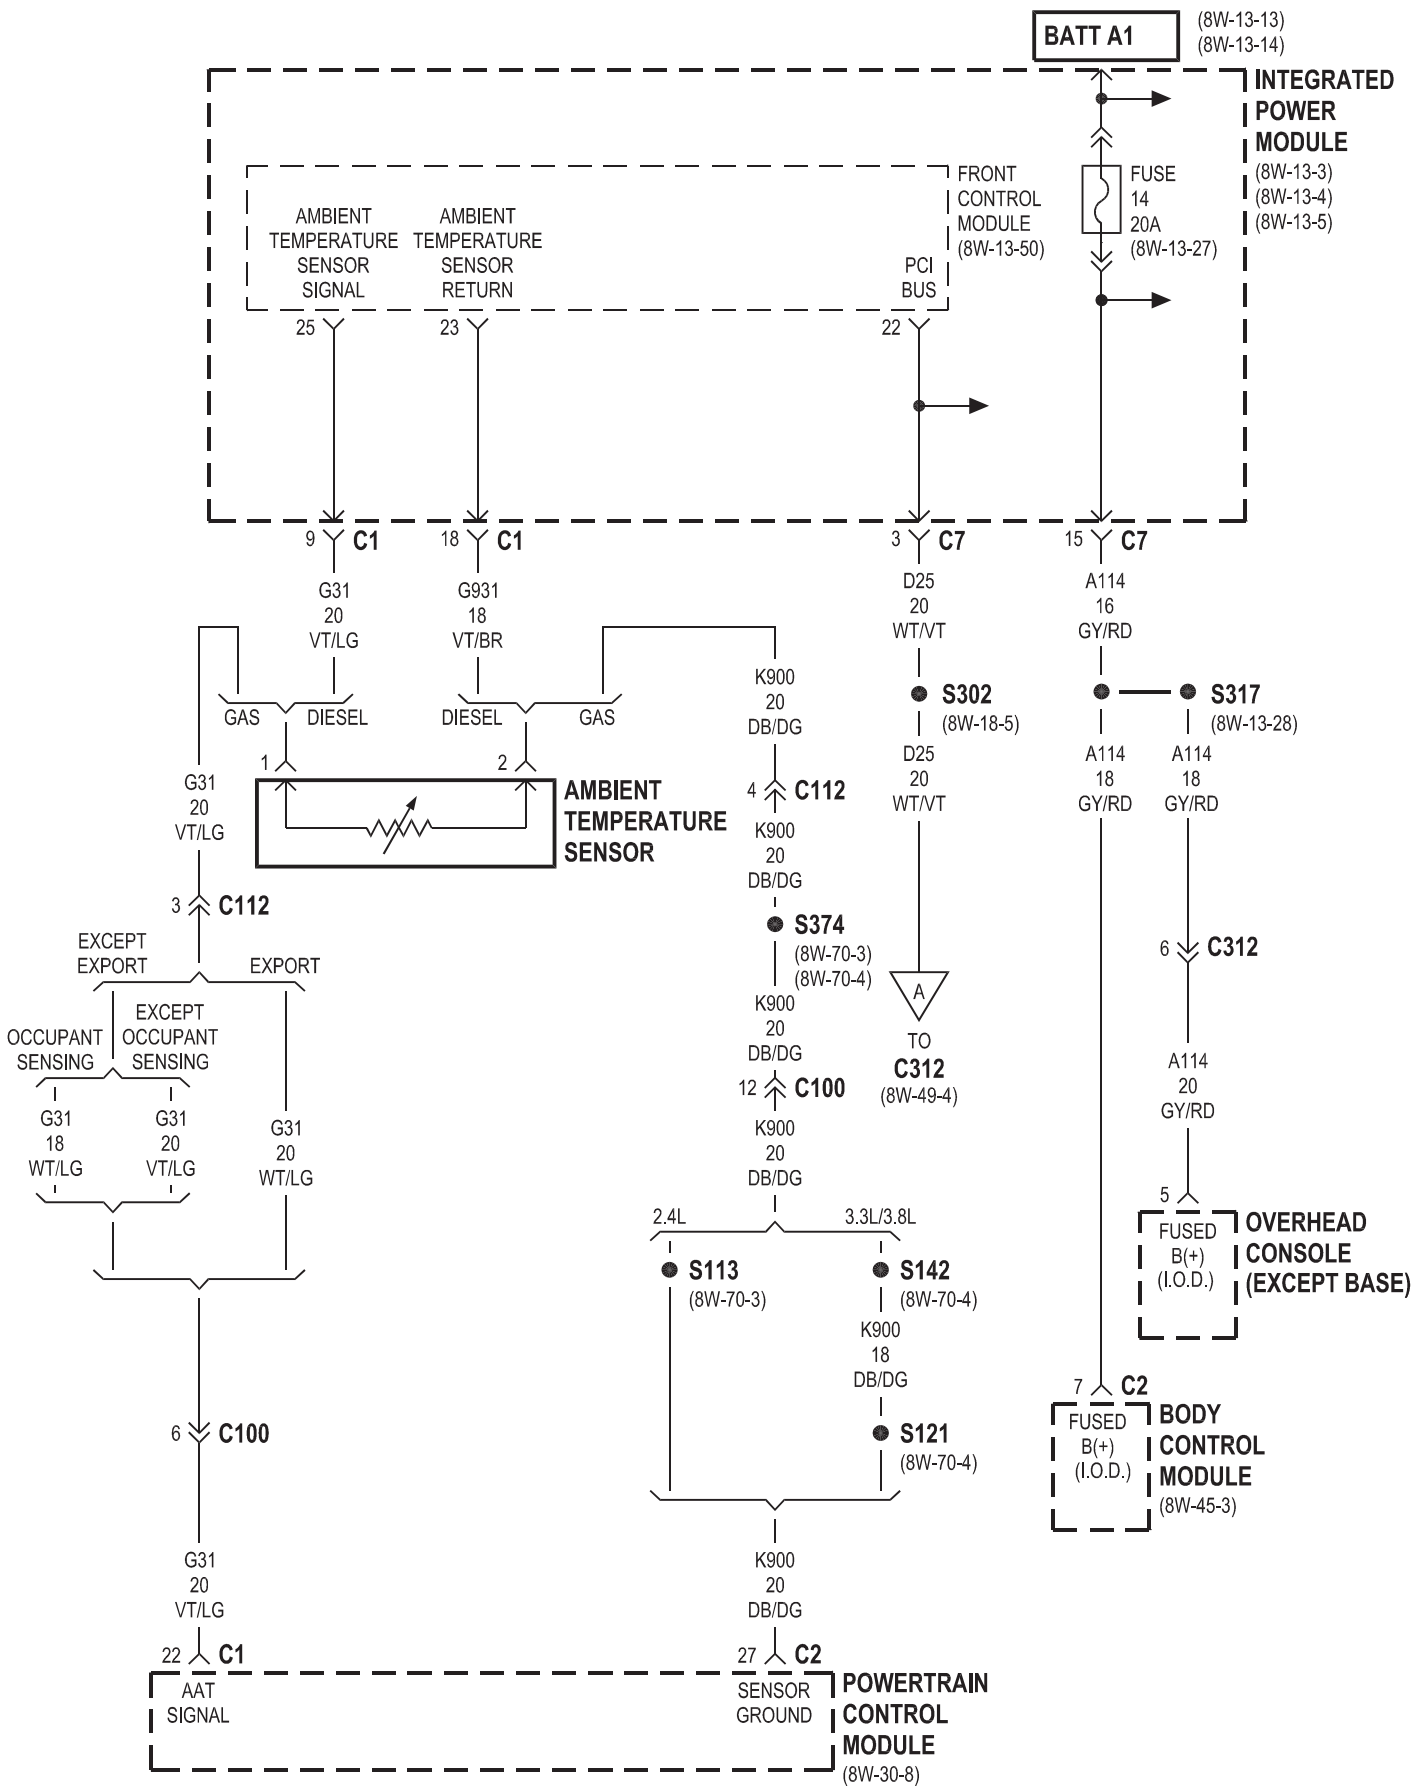 BATT A1
(8W-13-13)
(8W-13-14)
INTEGRATED
POWER
MODULE
(8W-13-3)
(8W-13-4)
(8W-13-5)
FRONT
CONTROL
MODULE
(8W-13-50)
FUSE
14
20A
(8W-13-27)
AMBIENT
TEMPERATURE
SENSOR
SIGNAL
AMBIENT
TEMPERATURE
SENSOR
RETURN
PCI
BUS
25
23
22
9
C1
18
C1
3
C7
15
C7
G31
20
VT/LG
G931
18
VT/BR
D25
20
WT/VT
A114
16
GY/RD
K900
20
DB/DG
S302
(8W-18-5)
S317
(8W-13-28)
GAS
DIESEL
DIESEL
GAS
D25
20
WT/VT
A114
18
GY/RD
A114
18
GY/RD
1
2
G31
20
VT/LG
AMBIENT
TEMPERATURE
SENSOR
4
C112
K900
20
DB/DG
3
C112
S374
(8W-70-3)
(8W-70-4)
EXCEPT
EXPORT
EXPORT
6
C312
A
TO
C312
(8W-49-4)
K900
20
DB/DG
OCCUPANT
SENSING
EXCEPT
OCCUPANT
SENSING
12
C100
A114
20
GY/RD
G31
18
WT/LG
G31
20
VT/LG
G31
20
WT/LG
K900
20
DB/DG
5
2.4L
3.3L/3.8L
FUSED
B(+)
(I.O.D.)
OVERHEAD
CONSOLE
(EXCEPT BASE)
S113
(8W-70-3)
S142
(8W-70-4)
K900
18
DB/DG
7
C2
6
C100
S121
(8W-70-4)
FUSED
B(+)
(I.O.D.)
BODY
CONTROL
MODULE
(8W-45-3)
G31
20
VT/LG
K900
20
DB/DG
22
C1
27
C2
AAT
SIGNAL
SENSOR
GROUND
POWERTRAIN
CONTROL
MODULE
(8W-30-8)